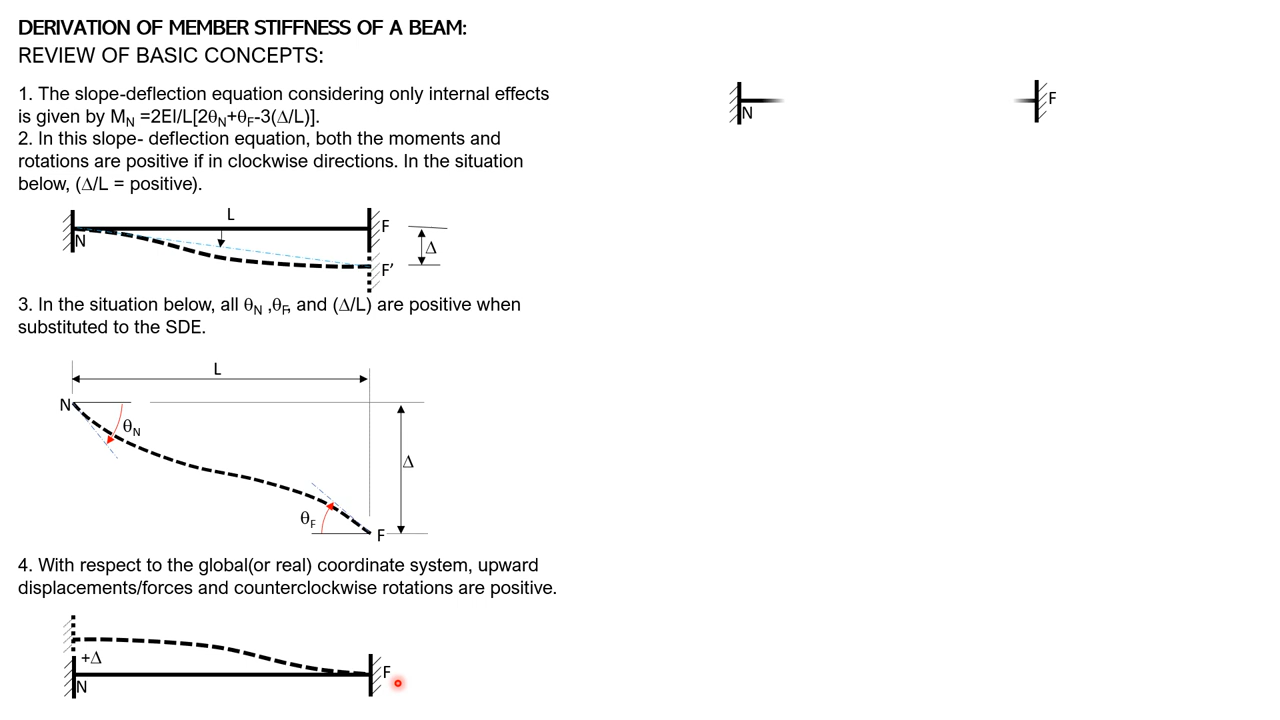 DERIVATION OF MEMBER STIFFNESS OF A BEAM:
REVIEW OF BASIC CONCEPTS:
1. The slope-deflection equation considering only internal effects
is given by MN =2EI/L[2θN+θF-3(Δ/L)].
2. In this slope- deflection equation, both the moments and
rotations are positive if in clockwise directions. In the situation
below, (Δ/L = positive).
L
N
F
Δ
F'
3. In the situation below, all θN ,θF, and (Δ/L) are positive when
substituted to the SDE.
L
N
θN
Δ
θF
F
4. With respect to the global(or real) coordinate system, upward
displacements/forces and counterclockwise rotations are positive.
+Δ
N
F
N
F